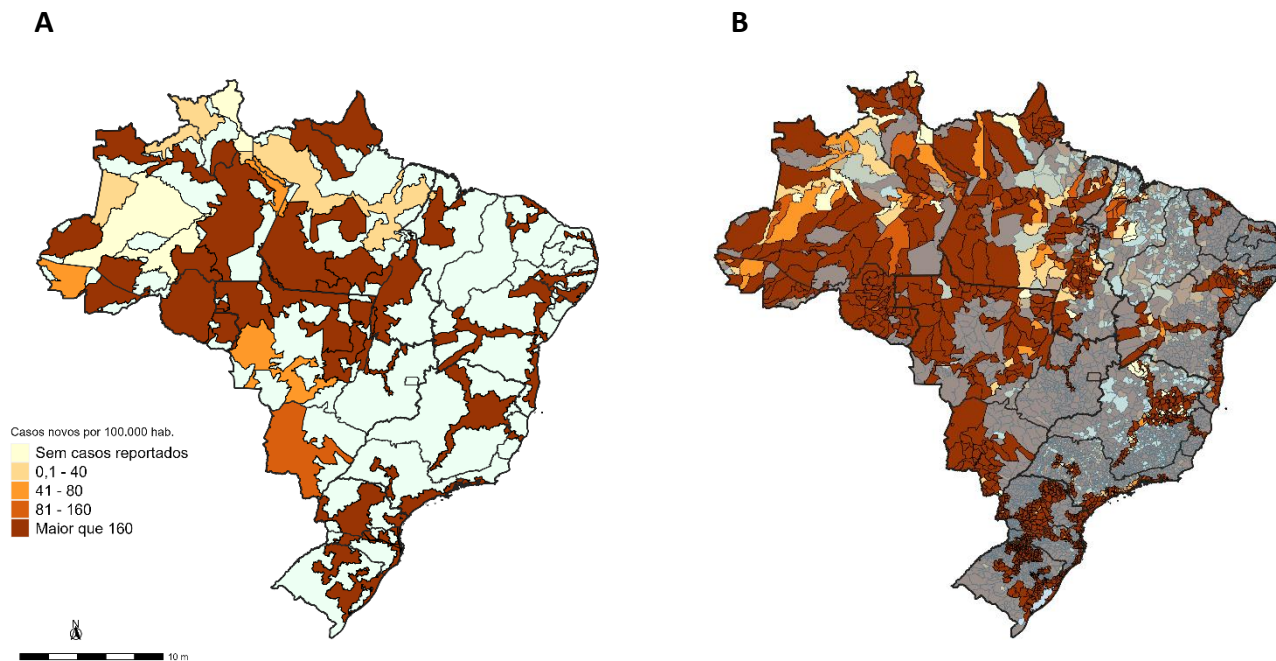 A
B
Casos novos por 100.000 hab.
Sem casos reportados
0,1 - 40
41 - 80
81 - 160
Maior que 160
N
10 m